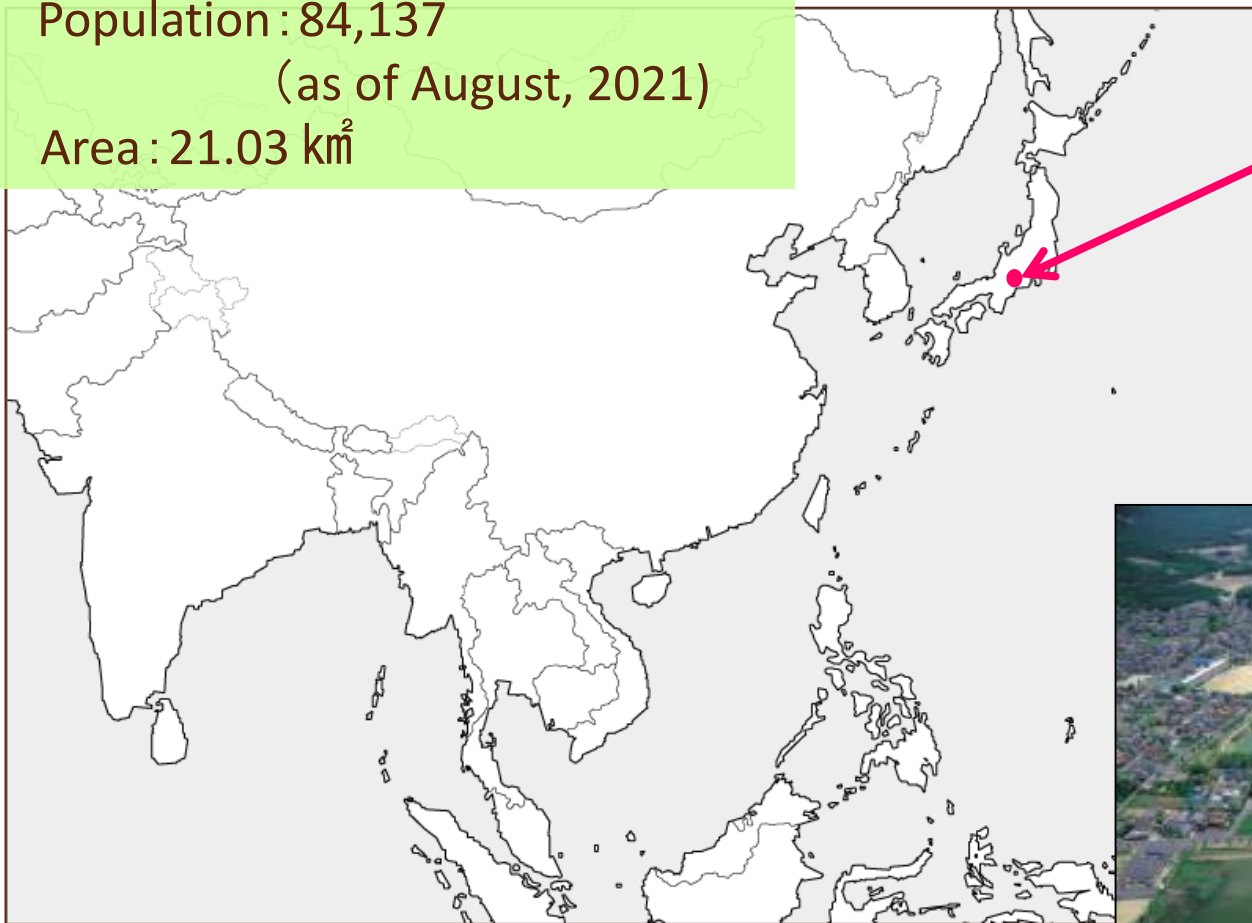 Population：84,137
（as of August, 2021)
Area：21.03 ㎢